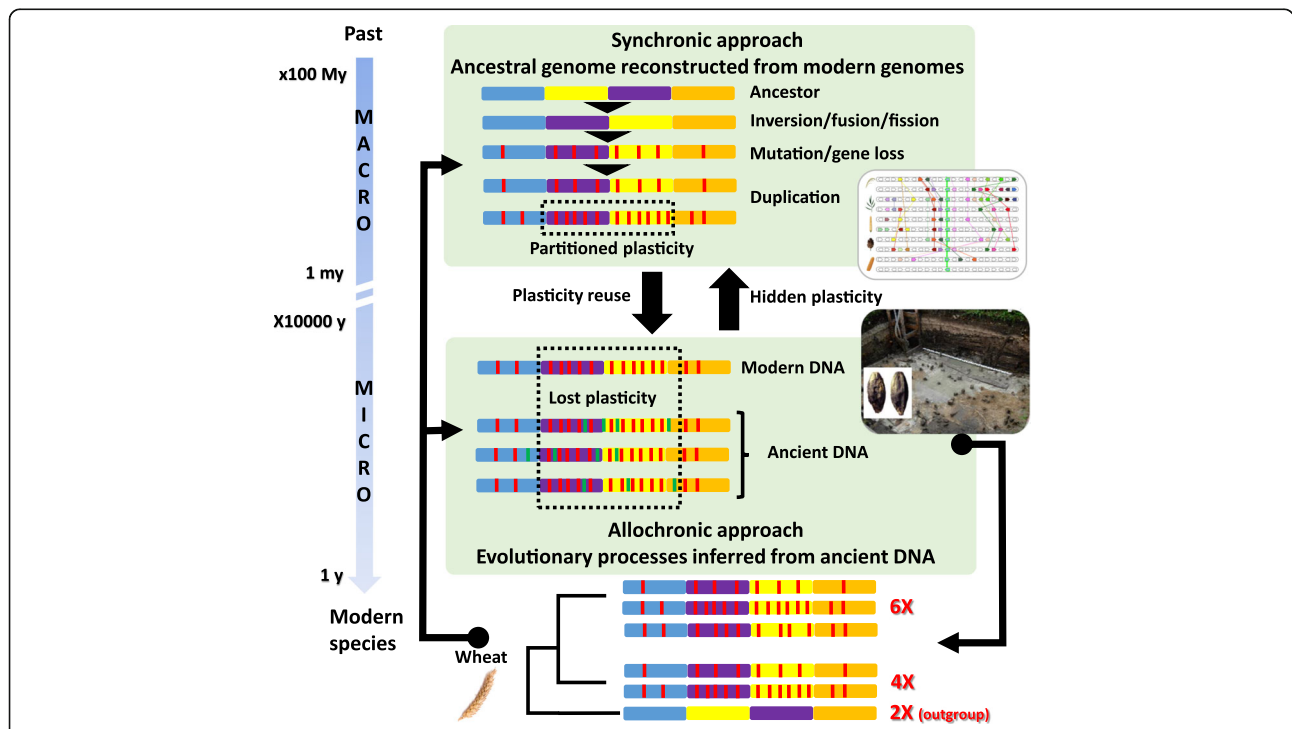 Past
x100 My
MACRO
1 my
X10000 y
MICRO
1 y
Modern
species
Wheat
Synchronic approach
Ancestral genome reconstructed from modern genomes
Ancestor
Inversion/fusion/fission
Mutation/gene loss
Duplication
Partitioned plasticity
Plasticity reuse
Hidden plasticity
Modern DNA
Lost plasticity
Ancient DNA
Allochronic approach
Evolutionary processes inferred from ancient DNA
6X
4X
2X (outgroup)